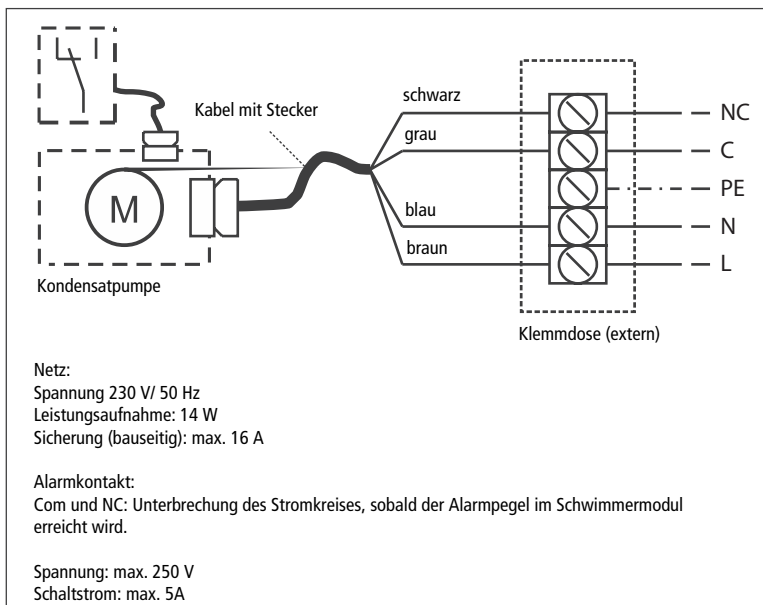 schwarz
NC
Kabel mit Stecker
grau
C
PE
M
blau
N
braun
L
Kondensatpumpe
Klemmdose (extern)
Netz:
Spannung 230 V/ 50 Hz
Leistungsaufnahme: 14 W
Sicherung (bauseitig): max. 16 A
Alarmkontakt:
Com und NC: Unterbrechung des Stromkreises, sobald der Alarmpegel im Schwimmermodul
erreicht wird.
Spannung: max. 250 V
Schaltstrom: max. 5A